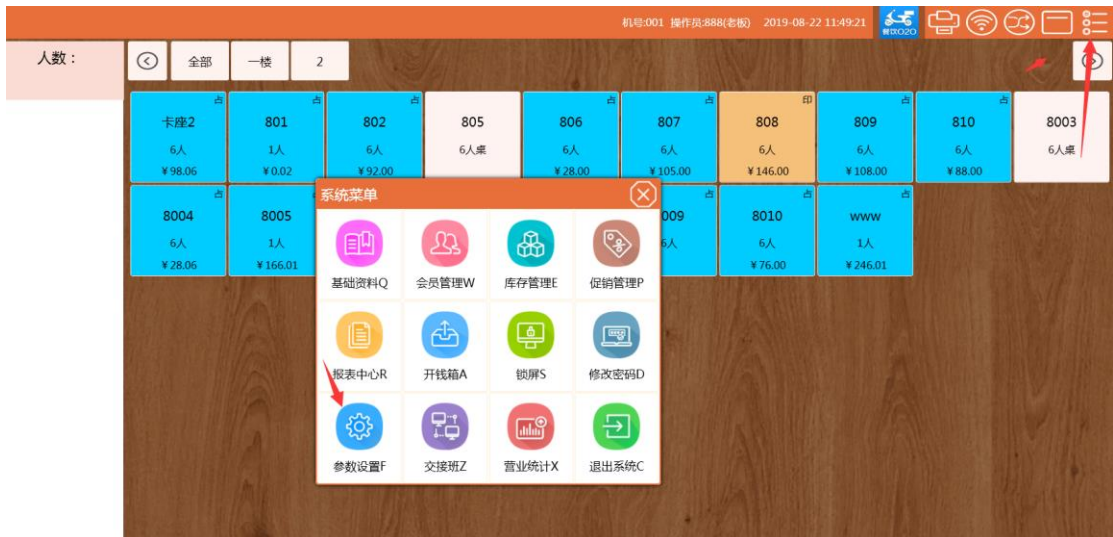 机号:001 操作员:888(老板) 2019-08-22 11:49:21
餐饮O2O
人数：
全部 一楼 2
占 占 占 占 占 印 占 占
卡座2 801 802 805 806 807 808 809 810 8003
6人 1人 6人 6人桌 6人 6人 6人 6人 6人 6人桌
￥98.06 ￥0.02 ￥92.00 ￥28.00 ￥105.00 ￥146.00 ￥108.00 ￥88.00
系统菜单
占 占 占 占
8004 8005 009 8010 www
6人 1人 6人 6人 1人
￥28.06 ￥166.01 ￥76.00 ￥246.01
基础资料Q 会员管理W 库存管理E 促销管理P
报表中心R 开钱箱A 锁屏S 修改密码D
参数设置F 交接班Z 营业统计X 退出系统C